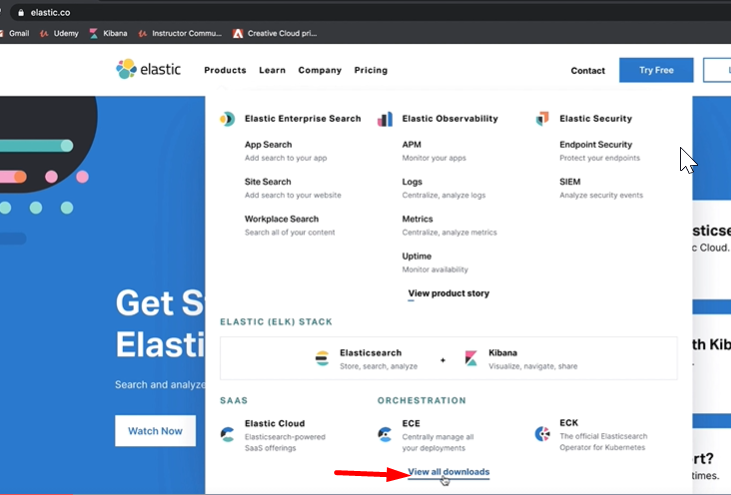 elastic.co
Gmail Udemy Kibana Instructor Commu... Creative Cloud pri...
elastic Products Learn Company Pricing Contact Try Free
Elastic Enterprise Search
App Search
Add search to your app
Site Search
Add search to your website
Workplace Search
Search all of your content
Elastic Observability
APM
Monitor your apps
Logs
Centralize, analyze logs
Metrics
Centralize, analyze metrics
Uptime
Monitor availability
View product story
Elastic Security
Endpoint Security
Protect your endpoints
SIEM
Analyze security events
ELASTIC (ELK) STACK
Elasticsearch
Store, search, analyze
+
Kibana
Visualize, navigate, share
SAAS
Elastic Cloud
Elasticsearch-powered
SaaS offerings
ORCHESTRATION
ECE
Centrally manage all
your deployments
ECK
The official Elasticsearch
Operator for Kubernetes
View all downloads
Get S
Elasti
Search and analyze
Watch Now
sticse
c Cloud.
th Kib
rt?
times.